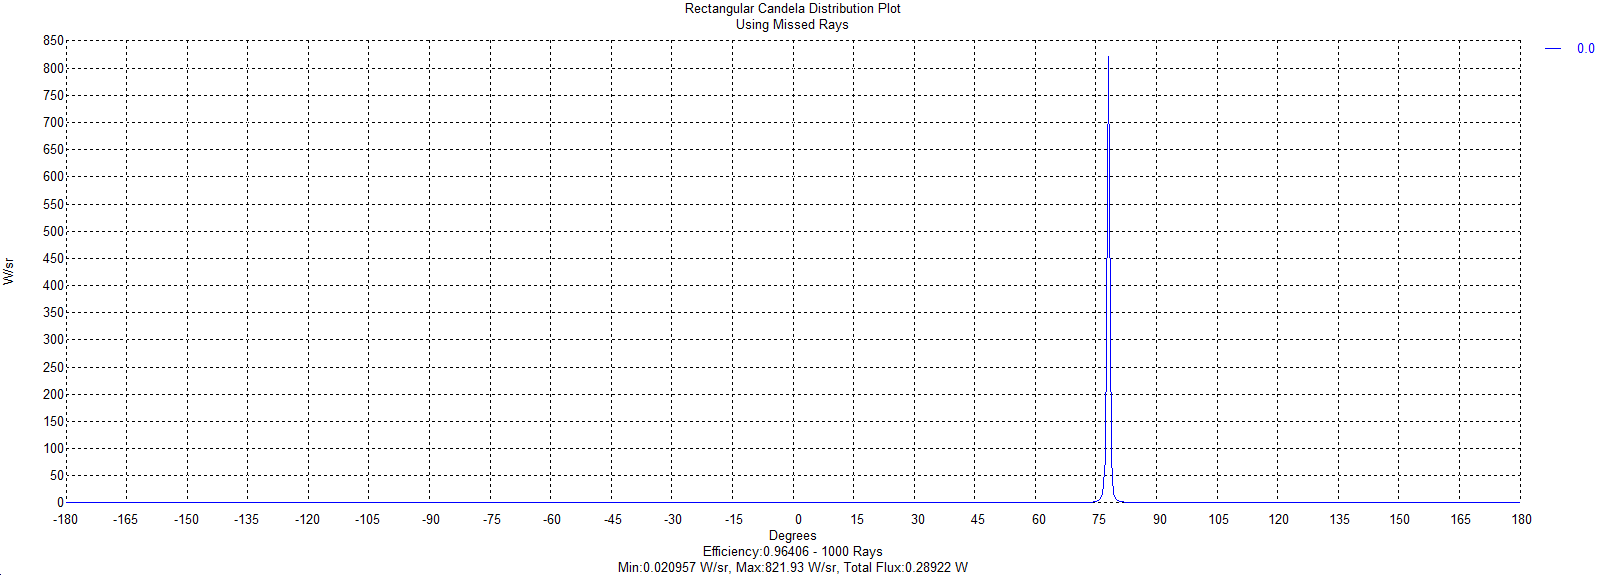 Rectangular Candela Distribution Plot
Using Missed Rays
0.0
850
800
750
700
650
600
550
500
450
400
350
300
250
200
150
100
50
0
W/sr
-180 -165 -150 -135 -120 -105 -90 -75 -60 -45 -30 -15 0 15 30 45 60 75 90 105 120 135 150 165 180
Degrees
Efficiency:0.96406 - 1000 Rays
Min:0.020957 W/sr, Max:821.93 W/sr, Total Flux:0.28922 W